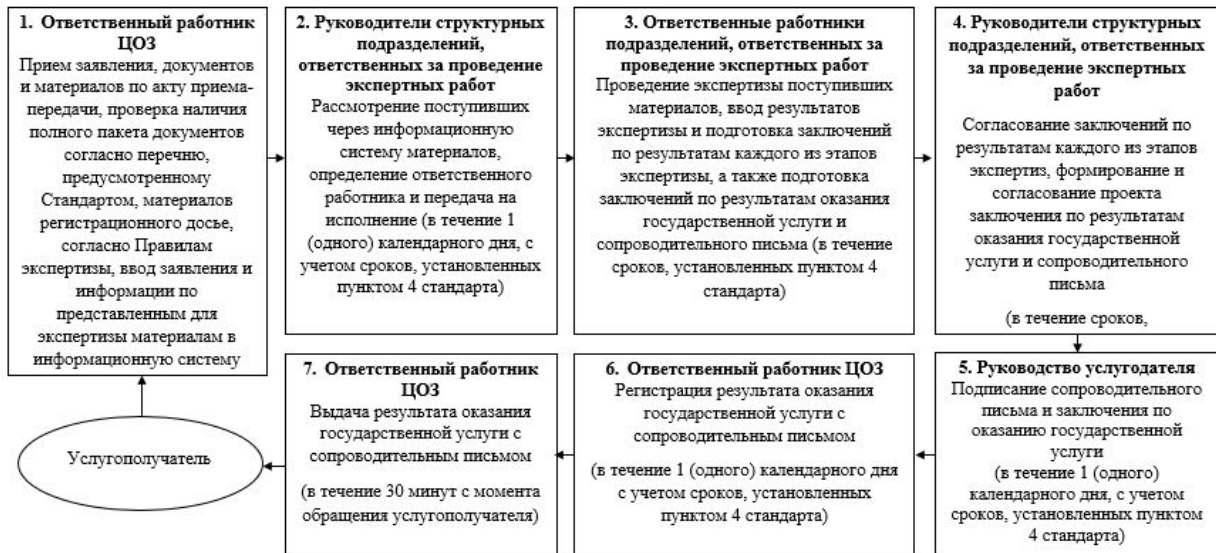 1. Ответственный работник
ЦОЗ
Прием заявления, документов
и материалов по акту приема-
передачи, проверка наличия
полного пакета документов
согласно перечню,
предусмотренному
Стандартом, материалов
регистрационного досье,
согласно Правилам
экспертизы, ввод заявления и
информации по
представленным для
экспертизы материалам в
информационную систему
2. Руководители структурных
подразделений,
ответственных за проведение
экспертных работ
Рассмотрение поступивших
через информационную
систему материалов,
определение ответственного
работника и передача на
исполнение (в течение 1
(одного) календарного дня, с
учетом сроков, установленных
пунктом 4 стандарта)
3. Ответственные работники
подразделений, ответственных за
проведение экспертных работ
Проведение экспертизы поступивших
материалов, ввод результатов
экспертизы и подготовка заключений
по результатам каждого из этапов
экспертизы, а также подготовка
заключений по результатам оказания
государственной услуги и
сопроводительного письма (в течение
сроков, установленных пунктом 4
стандарта)
4. Руководители структурных
подразделений, ответственных
за проведение экспертных
работ
Согласование заключений по
результатам каждого из этапов
экспертиз, формирование и
согласование проекта
заключения по результатам
оказания государственной
услуги и сопроводительного
письма
(в течение сроков,
5. Руководство услугодателя
Подписание сопроводительного
письма и заключения по
оказанию государственной
услуги
(в течение 1 (одного)
календарного дня, с учетом
сроков, установленных пунктом
4 стандарта)
6. Ответственный работник ЦОЗ
Регистрация результата оказания
государственной услуги с
сопроводительным письмом
(в течение 1 (одного) календарного дня
с учетом сроков, установленных
пунктом 4 стандарта)
7. Ответственный работник
ЦОЗ
Выдача результата оказания
государственной услуги с
сопроводительным письмом
(в течение 30 минут с момента
обращения услугополучателя)
Услугополучатель